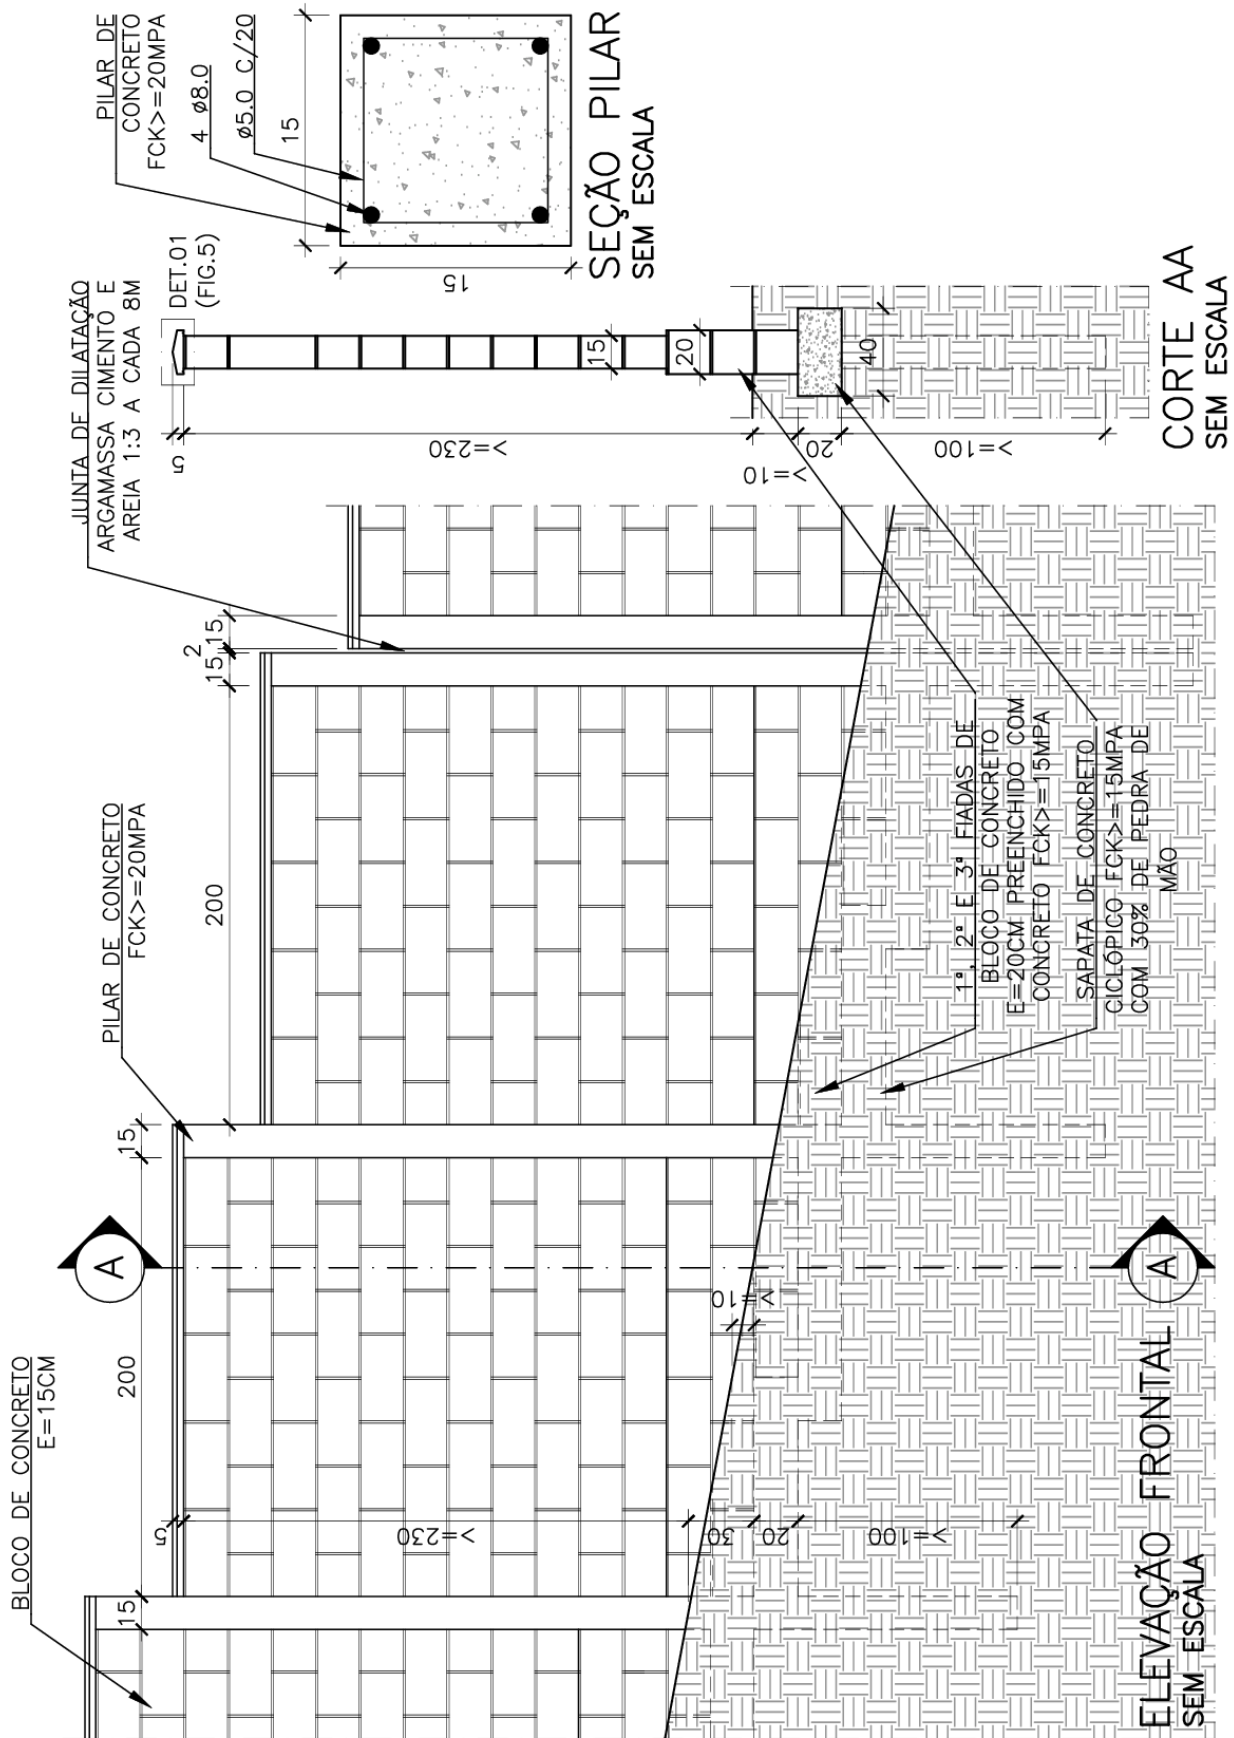 BLOCO DE CONCRETO
E=15CM
PILAR DE CONCRETO
FCK>=20MPA
JUNTA DE DILATAÇÃO
ARGAMASSA CIMENTO E
AREIA 1:3 A CADA 8M
A
15
200
15
200
15
2
15
5
>=230
30
20
>=100
>=10
1ª, 2ª E 3ª FIADAS DE
BLOCO DE CONCRETO
E=20CM PREENCHIDO COM
CONCRETO FCK>=15MPA
SAPATA DE CONCRETO
CICLÓPICO FCK>=15MPA
COM 30% DE PEDRA DE
MÃO
A
ELEVAÇÃO FRONTAL
SEM ESCALA
DET.01
(FIG.5)
5
>=230
>=10
20
>=100
15
20
40
CORTE AA
SEM ESCALA
PILAR DE
CONCRETO
FCK>=20MPA
4 ø8.0
ø5.0 C/20
15
15
SEÇÃO PILAR
SEM ESCALA